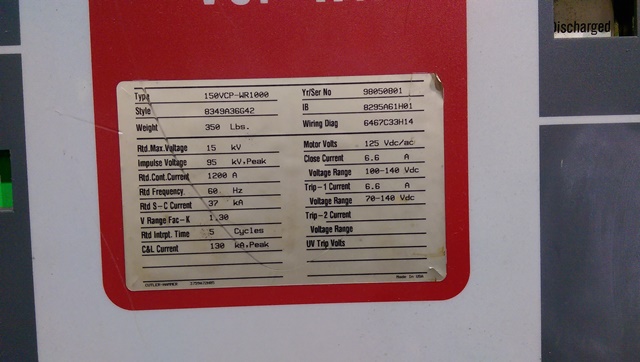 Discharged
Type 150VCP-WR1000 Yr/Ser No 98050801
Style 8349A36G42 IB 8295A61H01
Weight 350 Lbs. Wiring Diag 6467C33H14
Rtd.Max.Voltage 15 kV Motor Volts 125 Vdc/ac
Impulse Voltage 95 kV.Peak Close Current 6.6 A
Rtd.Cont.Current 1200 A Voltage Range 100-140 Vdc
Rtd Frequency 60 Hz Trip-1 Current 6.6 A
Rtd S-C Current 37 kA Voltage Range 70-140 Vdc
V Range Fac-K 1.30 Trip-2 Current
Rtd Intrpt. Time 5 Cycles Voltage Range
C&L Current 130 kA.Peak UV Trip Volts
CUTLER-HAMMER Made In USA